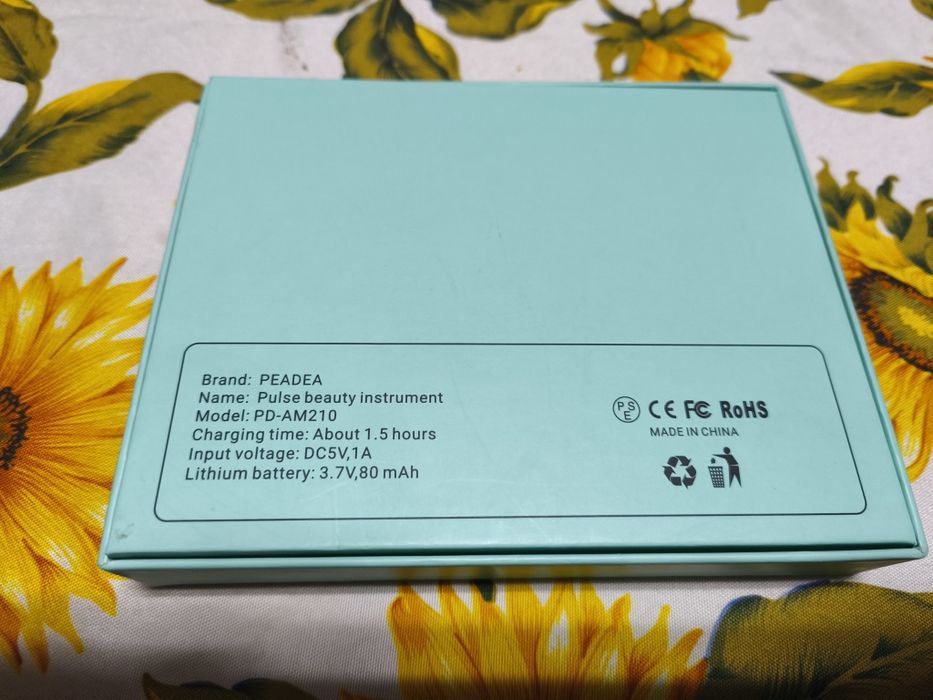 Brand: PEADEA
Name: Pulse beauty instrument
Model: PD-AM210
Charging time: About 1.5 hours
Input voltage: DC5V,1A
Lithium battery: 3.7V,80 mAh
PSE CE FC RoHS
MADE IN CHINA